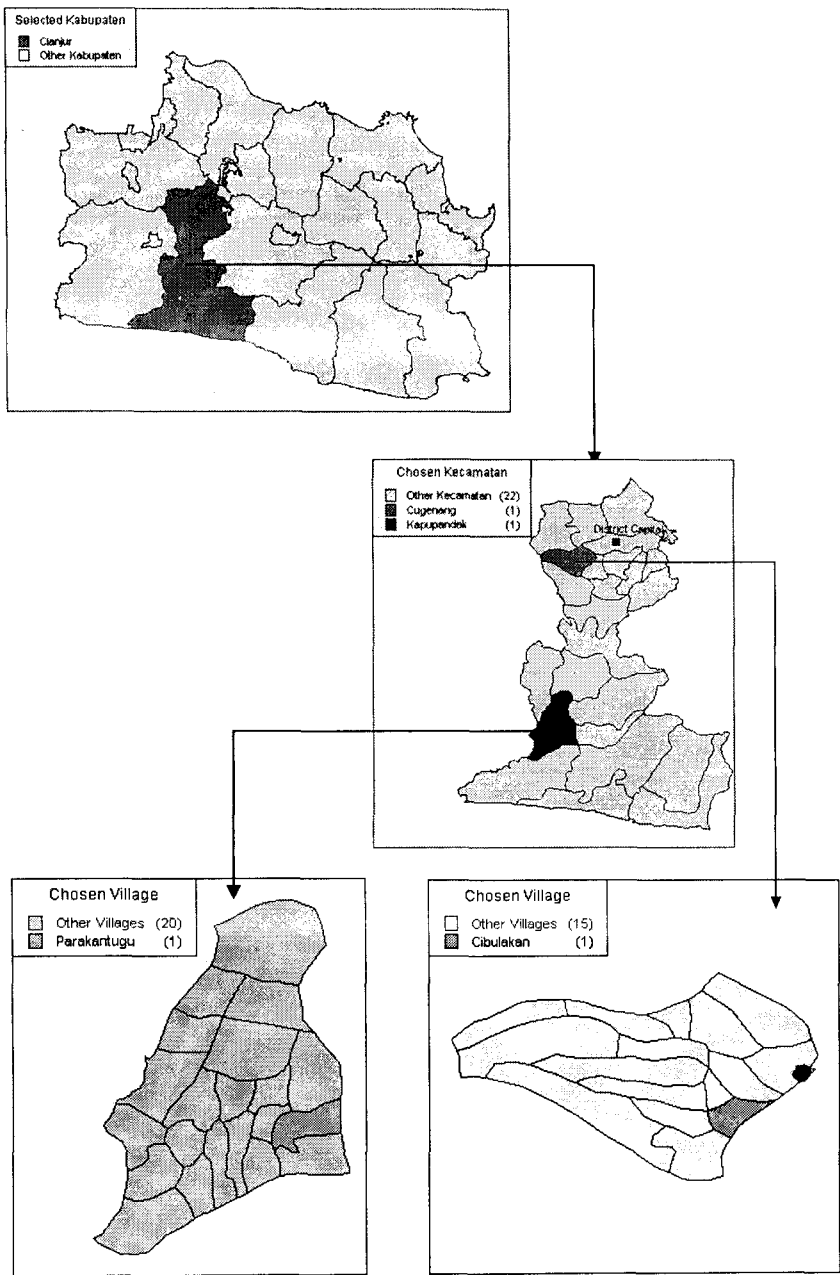 Selected Kabupaten
Cianjur
Other Kabupaten
Chosen Kecamatan
Other Kecamatan (22)
Cugenang (1)
Kapupandak (1)
District Capital
Chosen Village
Other Villages (20)
Parakantugu (1)
Chosen Village
Other Villages (15)
Cibulakan (1)